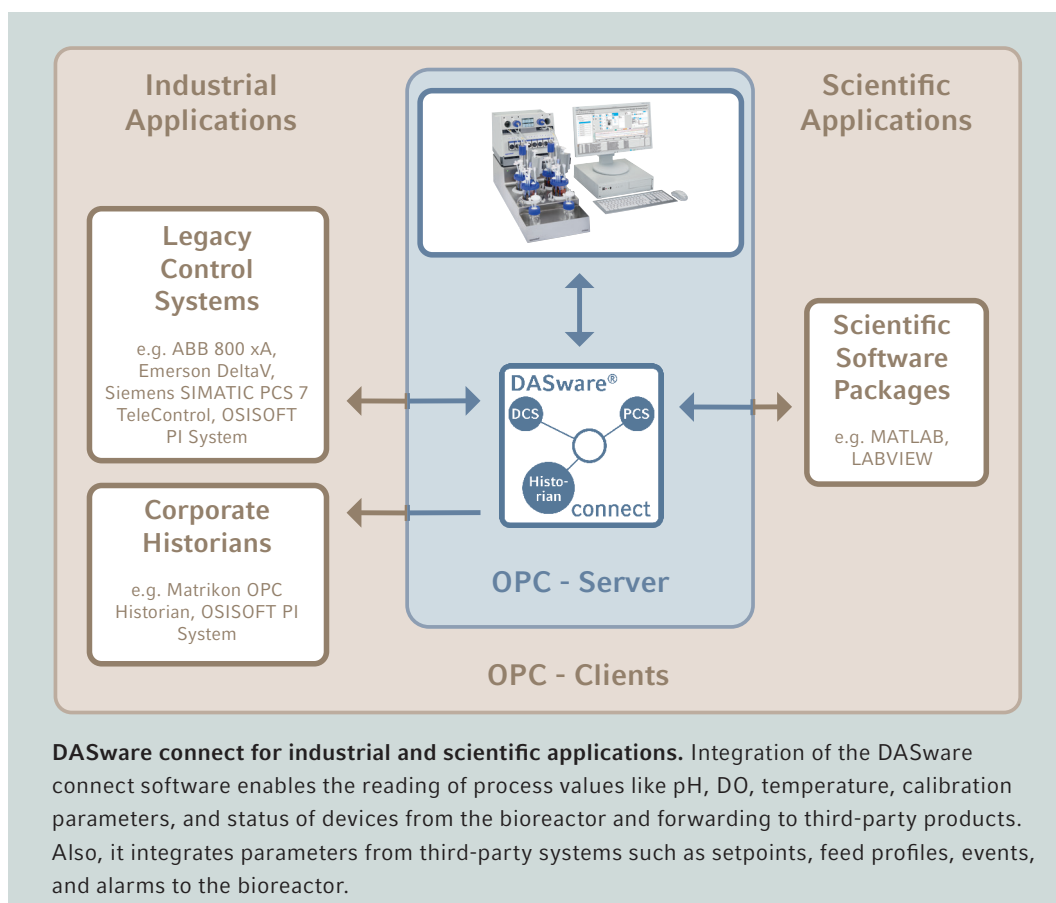 Industrial
Applications
Scientific
Applications
Legacy
Control
Systems
e.g. ABB 800 xA,
Emerson DeltaV,
Siemens SIMATIC PCS 7
TeleControl, OSISOFT
PI System
Corporate
Historians
e.g. Matrikon OPC
Historian, OSISOFT PI
System
DASware®
DCS
PCS
Histo-
rian
connect
OPC - Server
Scientific
Software
Packages
e.g. MATLAB,
LABVIEW
OPC - Clients
DASware connect for industrial and scientific applications. Integration of the DASware
connect software enables the reading of process values like pH, DO, temperature, calibration
parameters, and status of devices from the bioreactor and forwarding to third-party products.
Also, it integrates parameters from third-party systems such as setpoints, feed profiles, events,
and alarms to the bioreactor.